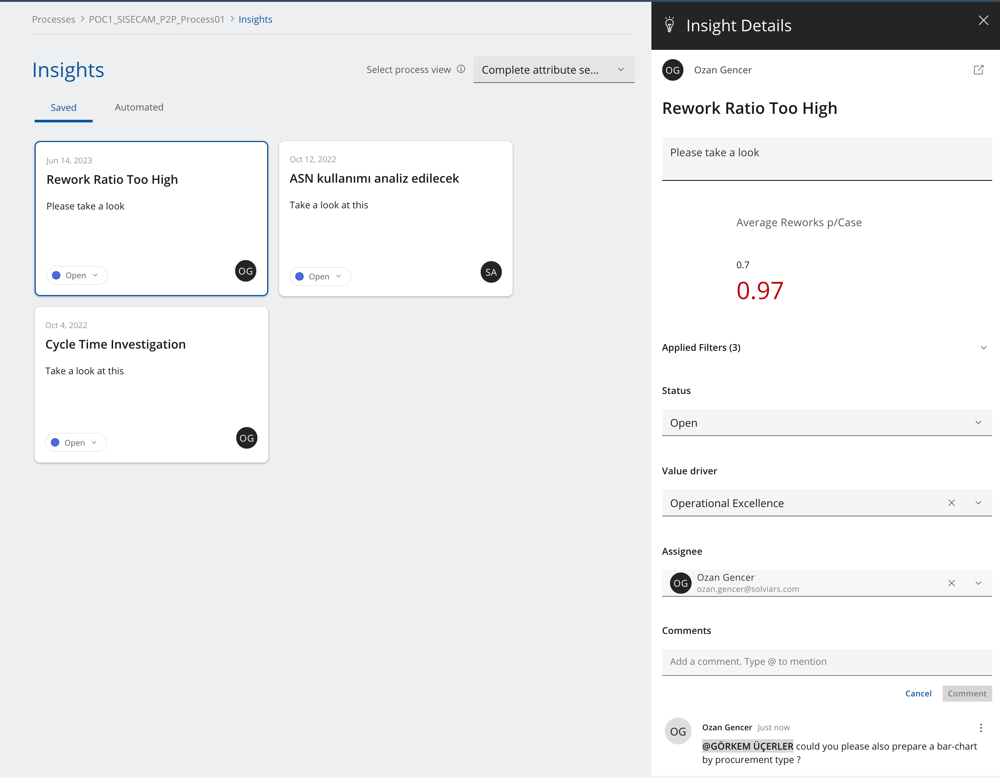 Processes > POC1_SISECAM_P2P_Process01 > Insights
Insights
Select process view
Complete attribute se...
Saved
Automated
Jun 14, 2023
Rework Ratio Too High
Please take a look
Open
OG
Oct 12, 2022
ASN kullanımı analiz edilecek
Take a look at this
Open
SA
Oct 4, 2022
Cycle Time Investigation
Take a look at this
Open
OG
Insight Details
OG
Ozan Gencer
Rework Ratio Too High
Please take a look
Average Reworks p/Case
0.7
0.97
Applied Filters (3)
Status
Open
Value driver
Operational Excellence
Assignee
OG
Ozan Gencer
ozan.gencer@solviars.com
Comments
Add a comment. Type @ to mention
Cancel
Comment
OG
Ozan Gencer Just now
@GÖRKEM ÜÇERLER could you please also prepare a bar-chart
by procurement type ?